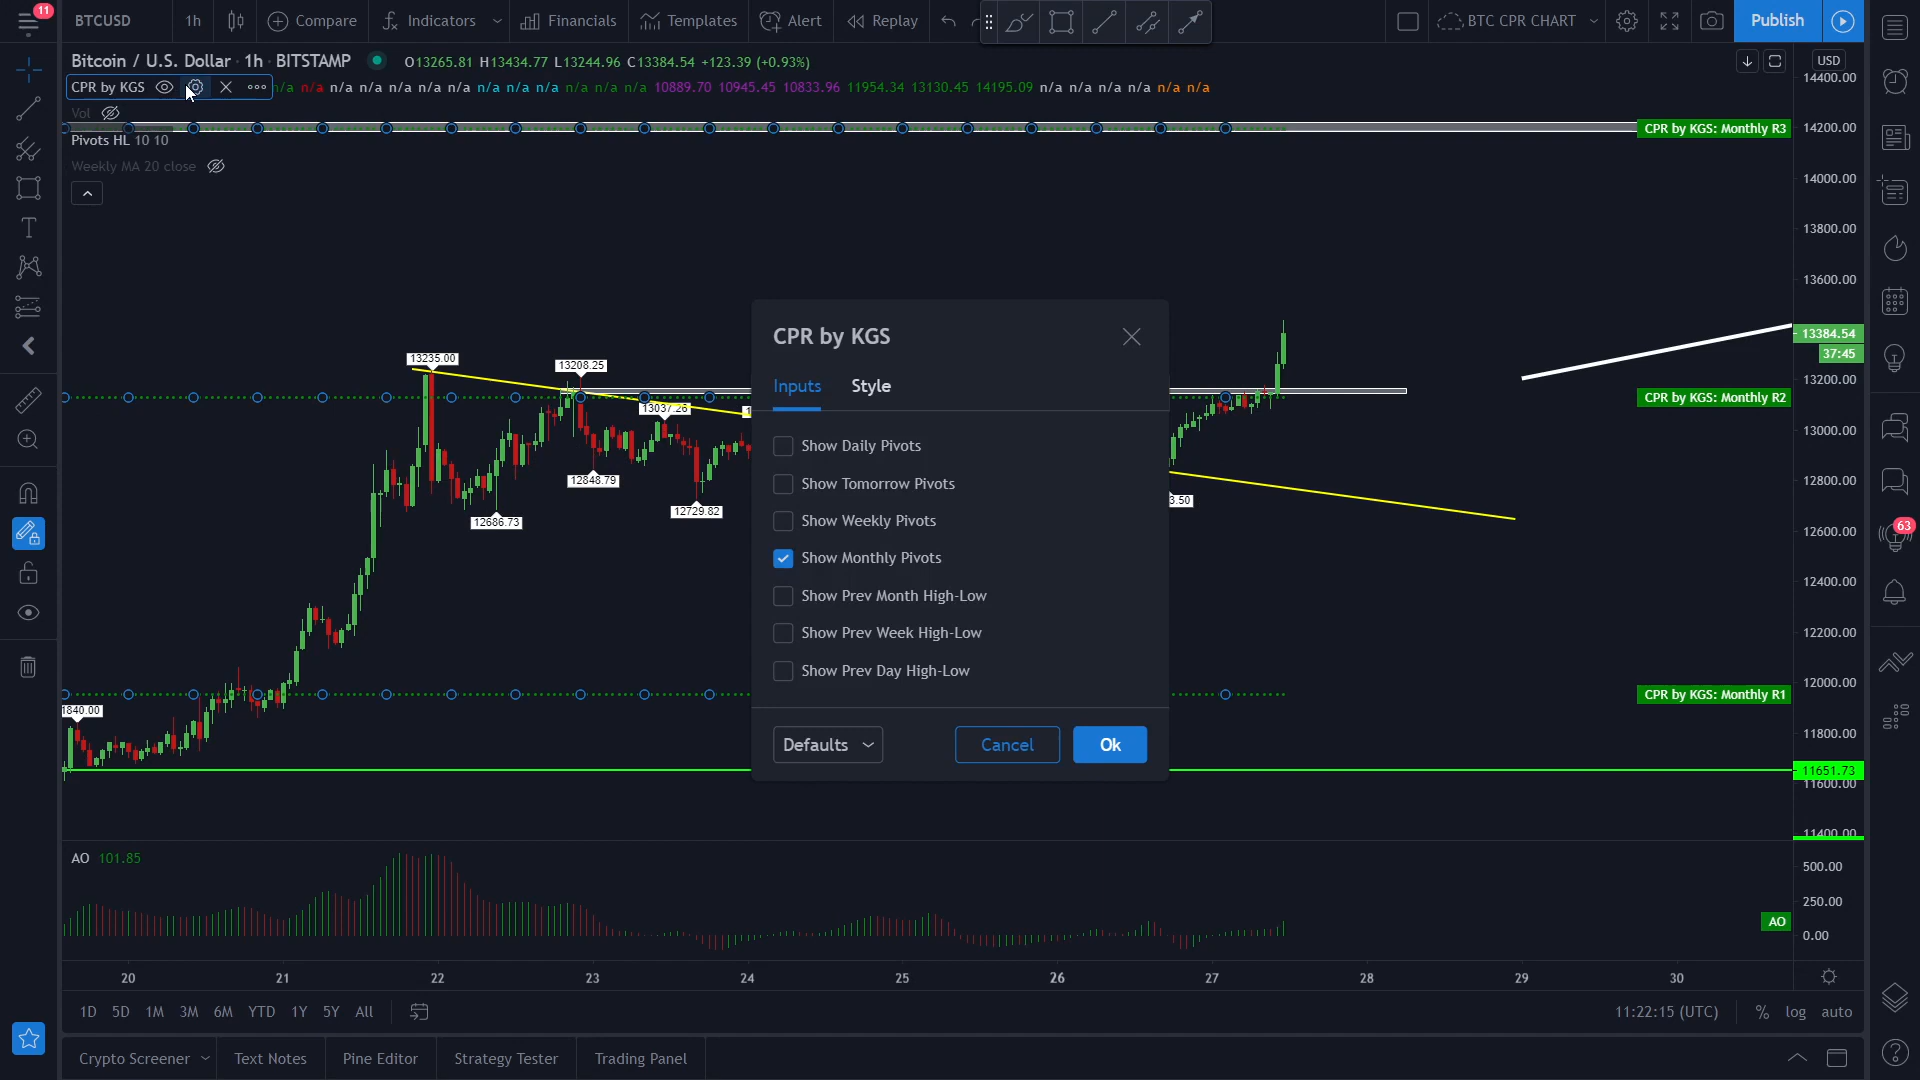 11
BTCUSD 1h Compare Indicators Financials Templates Alert Replay BTC CPR CHART Publish
Bitcoin / U.S. Dollar · 1h · BITSTAMP O13265.81 H13434.77 L13244.96 C13384.54 +123.39 (+0.93%) USD
CPR by KGS n/a n/a n/a n/a n/a n/a n/a n/a n/a n/a n/a n/a n/a 10889.70 10945.45 10833.96 11954.34 13130.45 14195.09 n/a n/a n/a n/a n/a n/a
14400.00
Vol
CPR by KGS: Monthly R3 14200.00
Pivots HL 10 10
Weekly MA 20 close
14000.00
13800.00
13600.00
13384.54
37:45
CPR by KGS
13235.00 13208.25
13200.00
Inputs Style
CPR by KGS: Monthly R2
13037.26
13000.00
Show Daily Pivots
12848.79 Show Tomorrow Pivots 12800.00
3.50
12729.82
12686.73 Show Weekly Pivots
12600.00
63
Show Monthly Pivots
12400.00
Show Prev Month High-Low
Show Prev Week High-Low 12200.00
Show Prev Day High-Low
12000.00
CPR by KGS: Monthly R1
1840.00
11800.00
Defaults Cancel Ok
11651.73
11600.00
11400.00
AO 101.85
500.00
250.00
AO
0.00
20 21 22 23 24 25 26 27 28 29 30
1D 5D 1M 3M 6M YTD 1Y 5Y All 11:22:15 (UTC) % log auto
Crypto Screener Text Notes Pine Editor Strategy Tester Trading Panel